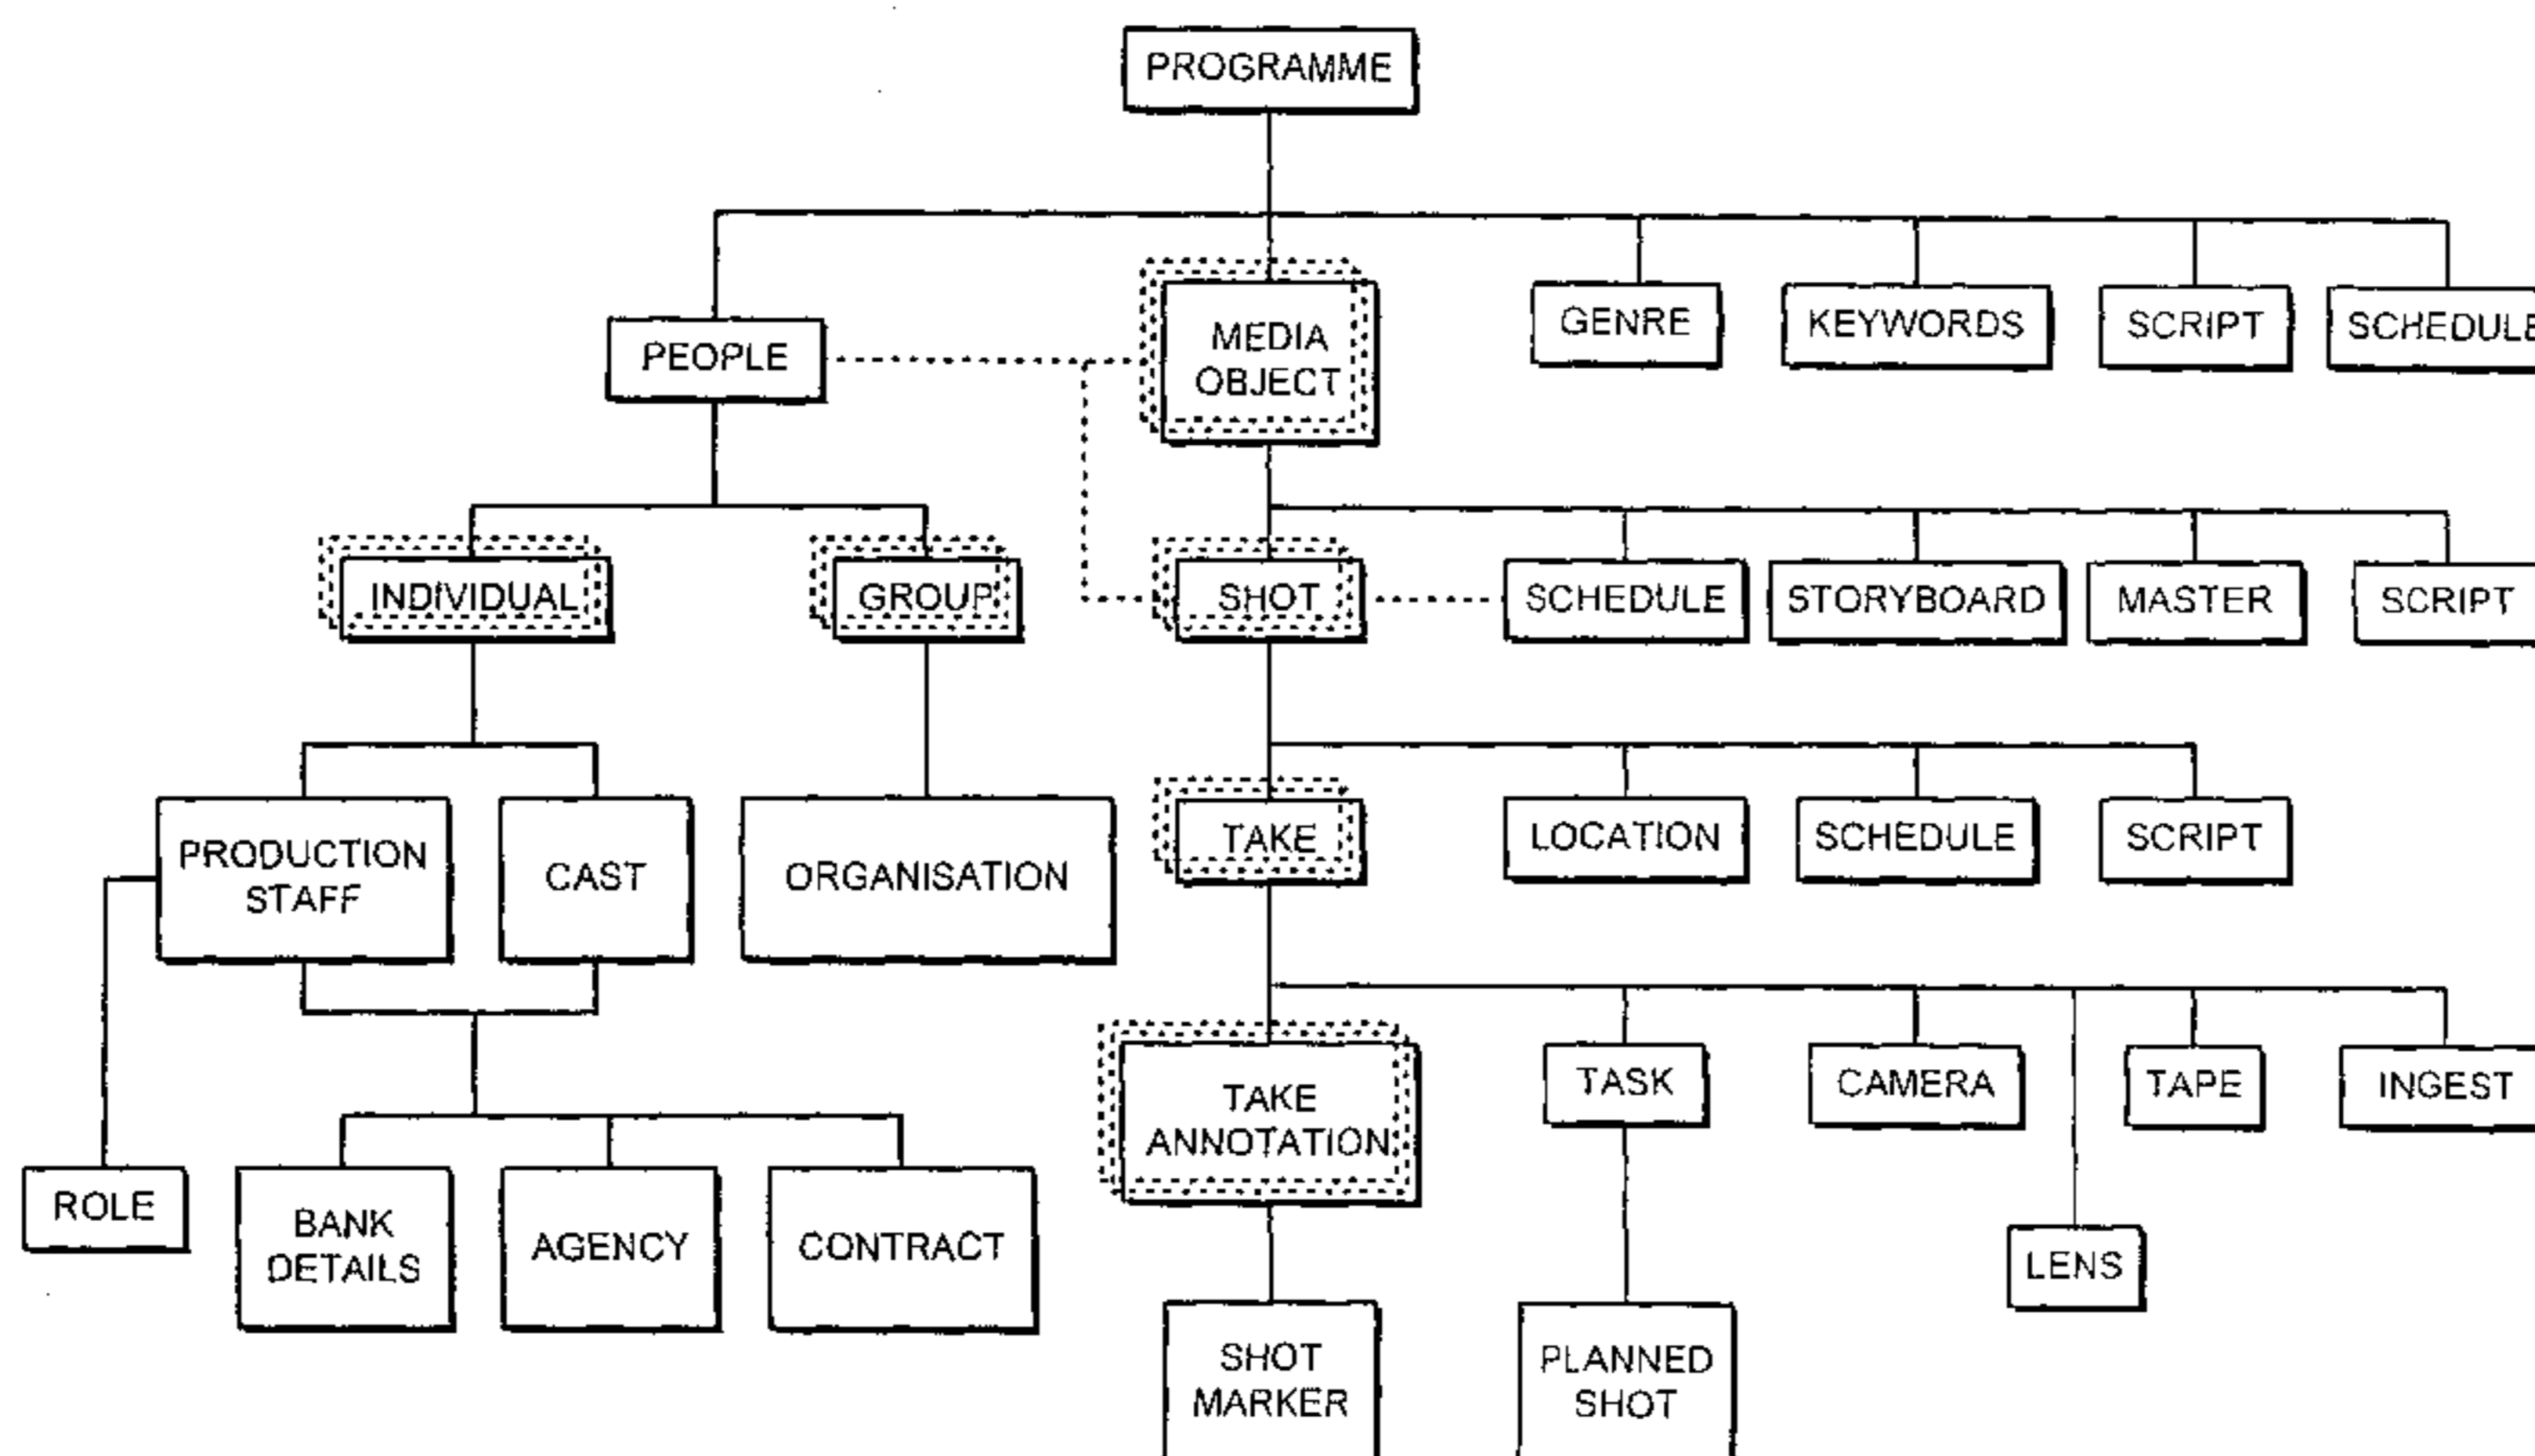 PROGRAMME
PEOPLE
MEDIA
OBJECT
GENRE
KEYWORDS
SCRIPT
SCHEDULE
INDIVIDUAL
GROUP
SHOT
SCHEDULE
STORYBOARD
MASTER
SCRIPT
PRODUCTION
STAFF
CAST
ORGANISATION
TAKE
LOCATION
SCHEDULE
SCRIPT
TAKE
ANNOTATION
TASK
CAMERA
TAPE
INGEST
ROLE
BANK
DETAILS
AGENCY
CONTRACT
LENS
SHOT
MARKER
PLANNED
SHOT